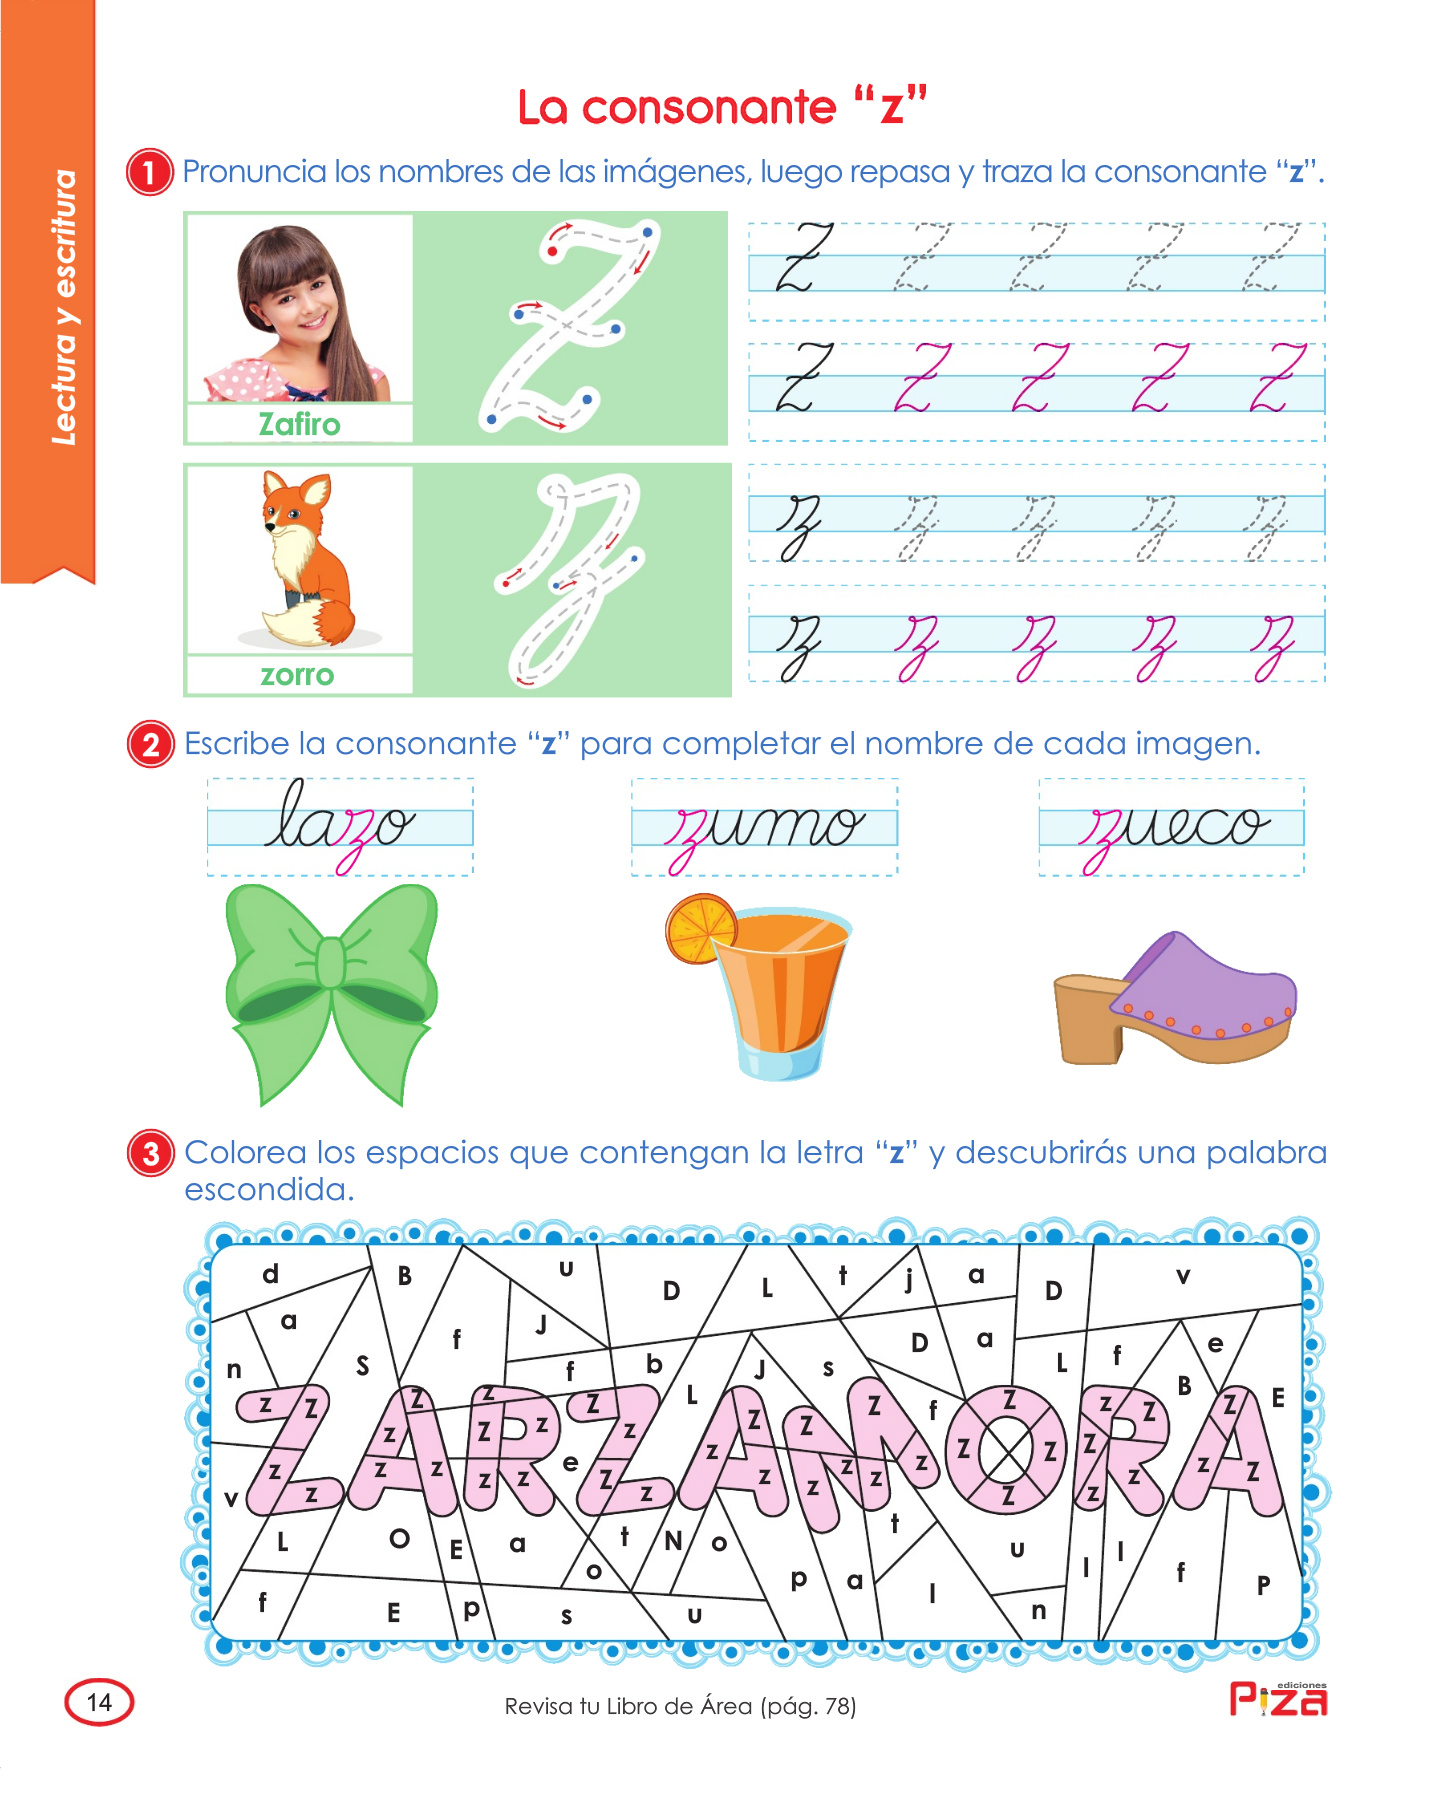 Lectura y escritura
La consonante “z”
1 Pronuncia los nombres de las imágenes, luego repasa y traza la consonante “z”.
Zafiro
Z
Z Z Z Z Z
Z Z Z Z Z
zorro
z
z z z z z
z z z z z
2 Escribe la consonante “z” para completar el nombre de cada imagen.
lazo zumo zueco
3 Colorea los espacios que contengan la letra “z” y descubrirás una palabra
escondida.
d B u D L t j a D v
a f J D a L f e
n S f b L J s f B E
ZARZAMORA
z z z z z z z z z z z z z z z z z z z z z z z z z z z z z z z z z z z z z z
v e
L O E a o t N o t u l l f P
f E p s u p a l n
14
Revisa tu Libro de Área (pág. 78)
ediciones
Piza